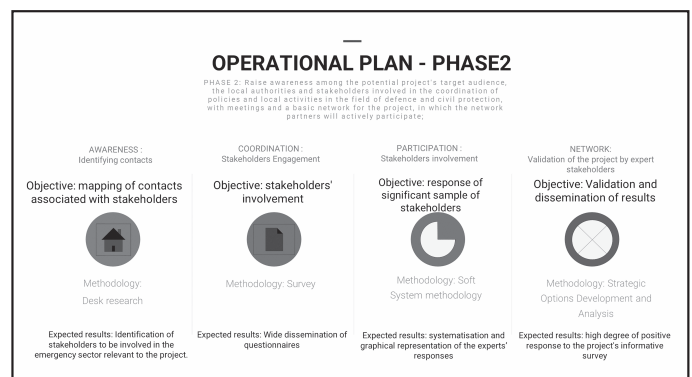 OPERATIONAL PLAN - PHASE2
PHASE 2: Raise awareness among the potential project's target audience,
the local authorities and stakeholders involved in the coordination of
policies and local activities in the field of defence and civil protection,
with meetings and a basic network for the project, in which the network
partners will actively participate;
AWARENESS :
Identifying contacts
Objective: mapping of contacts
associated with stakeholders
Methodology:
Desk research
Expected results: Identification of
stakeholders to be involved in the
emergency sector relevant to the project.
COORDINATION :
Stakeholders Engagement
Objective: stakeholders'
involvement
Methodology: Survey
Expected results: Wide dissemination of
questionnaires
PARTICIPATION :
Stakeholders involvement
Objective: response of
significant sample of
stakeholders
Methodology: Soft
System methodology
Expected results: systematisation and
graphical representation of the experts'
responses
NETWORK:
Validation of the project by expert
stakeholders
Objective: Validation and
dissemination of results
Methodology: Strategic
Options Development and
Analysis
Expected results: high degree of positive
response to the project's informative
survey